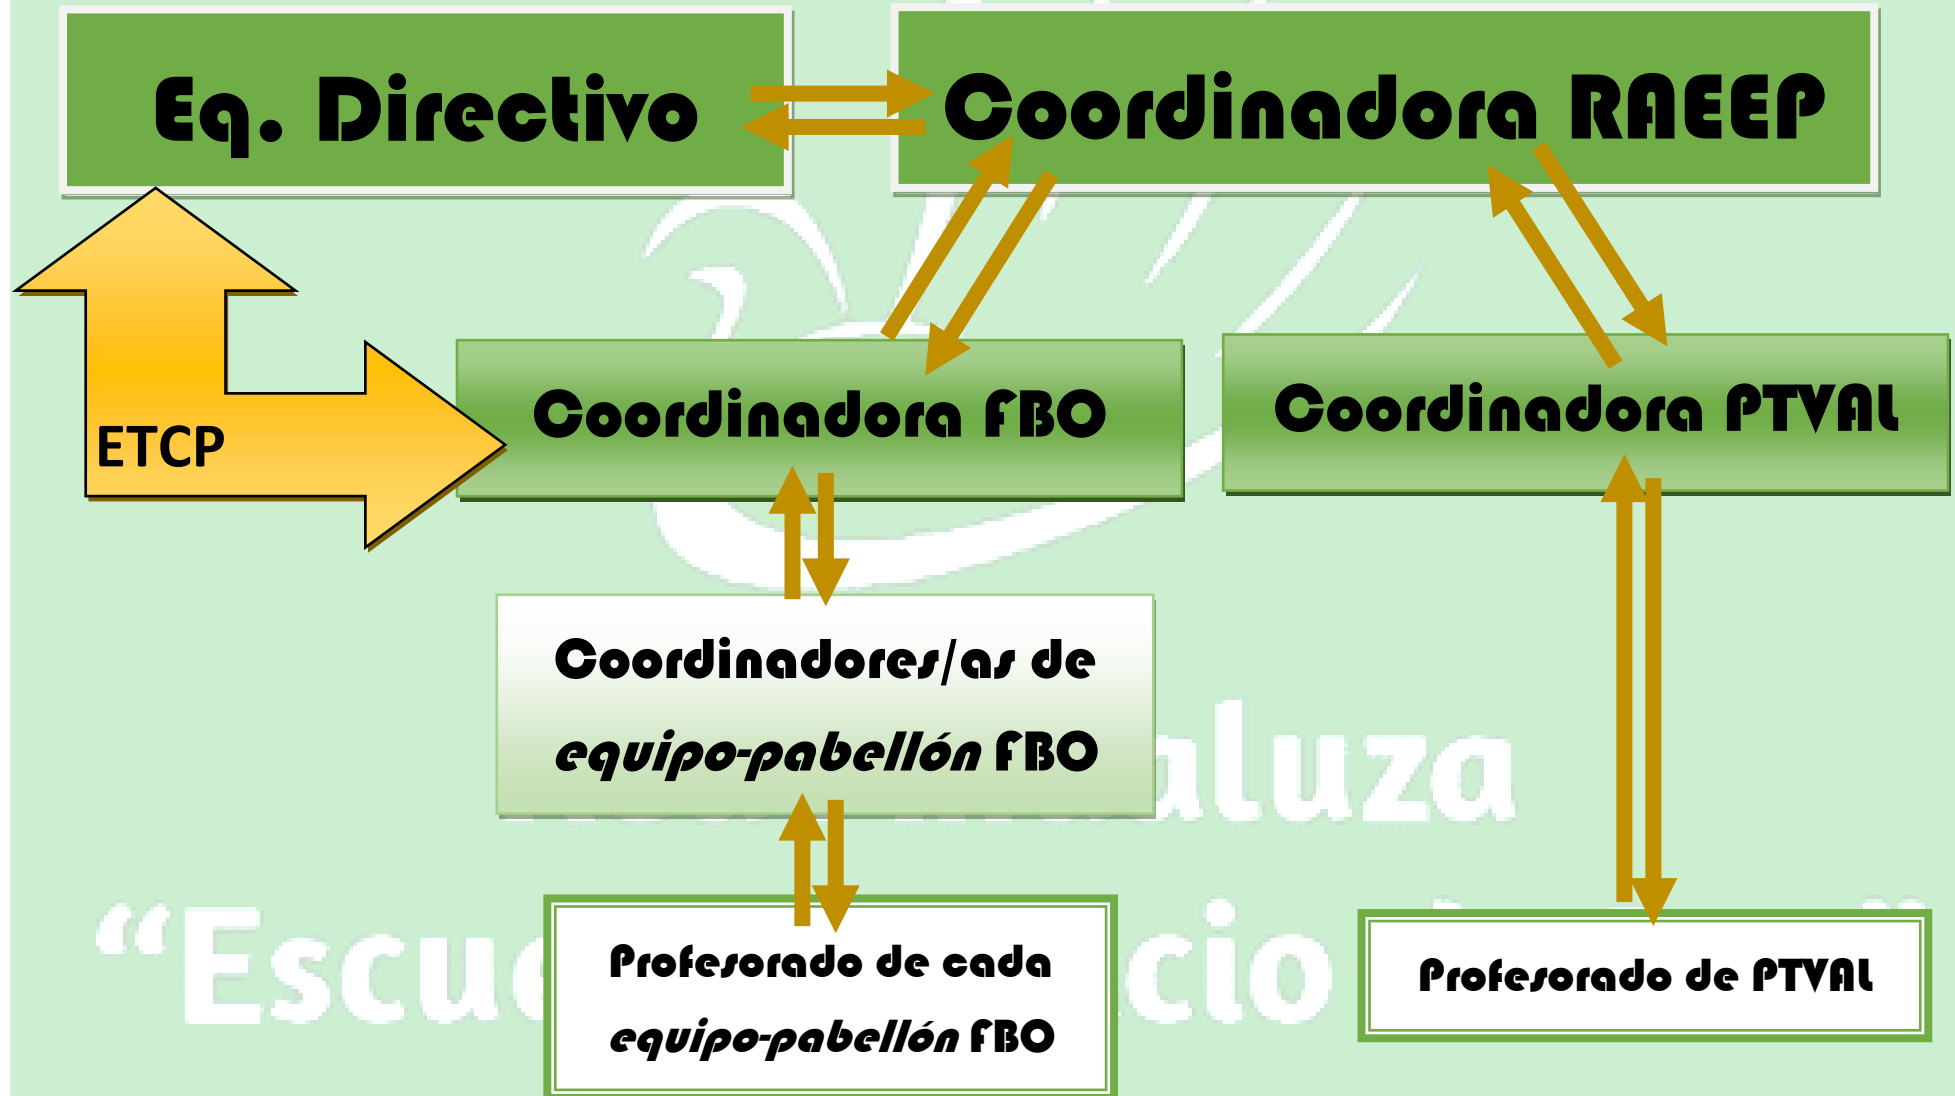 Eq. Directivo
Coordinadora RAEEP
ETCP
Coordinadora FBO
Coordinadora PTVAL
Coordinadores/as de
equipo-pabellón FBO
Profesorado de cada
equipo-pabellón FBO
Profesorado de PTVAL